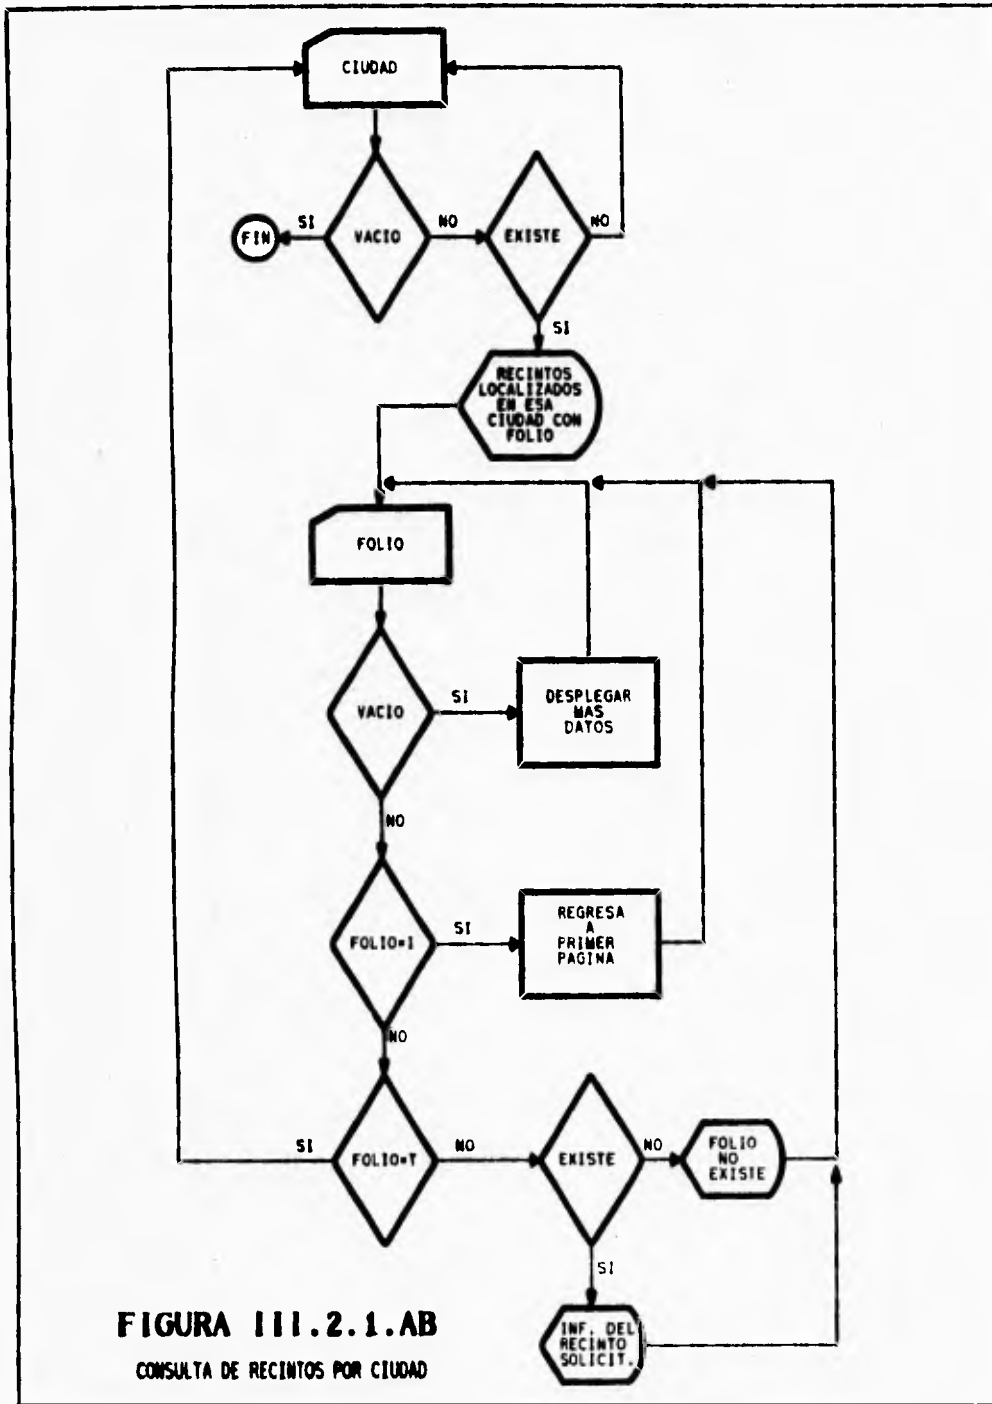 CIUDAD
SI
FIN
VACIO
NO
EXISTE
NO
SI
RECINTOS
LOCALIZADOS
EN ESA
CIUDAD CON
FOLIO
FOLIO
VACIO
SI
DESPLEGAR
MAS
DATOS
NO
FOLIO=I
SI
REGRESA
A
PRIMER
PAGINA
NO
SI
FOLIO=T
NO
EXISTE
NO
FOLIO
NO
EXISTE
SI
INF. DEL
RECINTO
SOLICIT.
FIGURA III.2.1.AB
CONSULTA DE RECINTOS POR CIUDAD